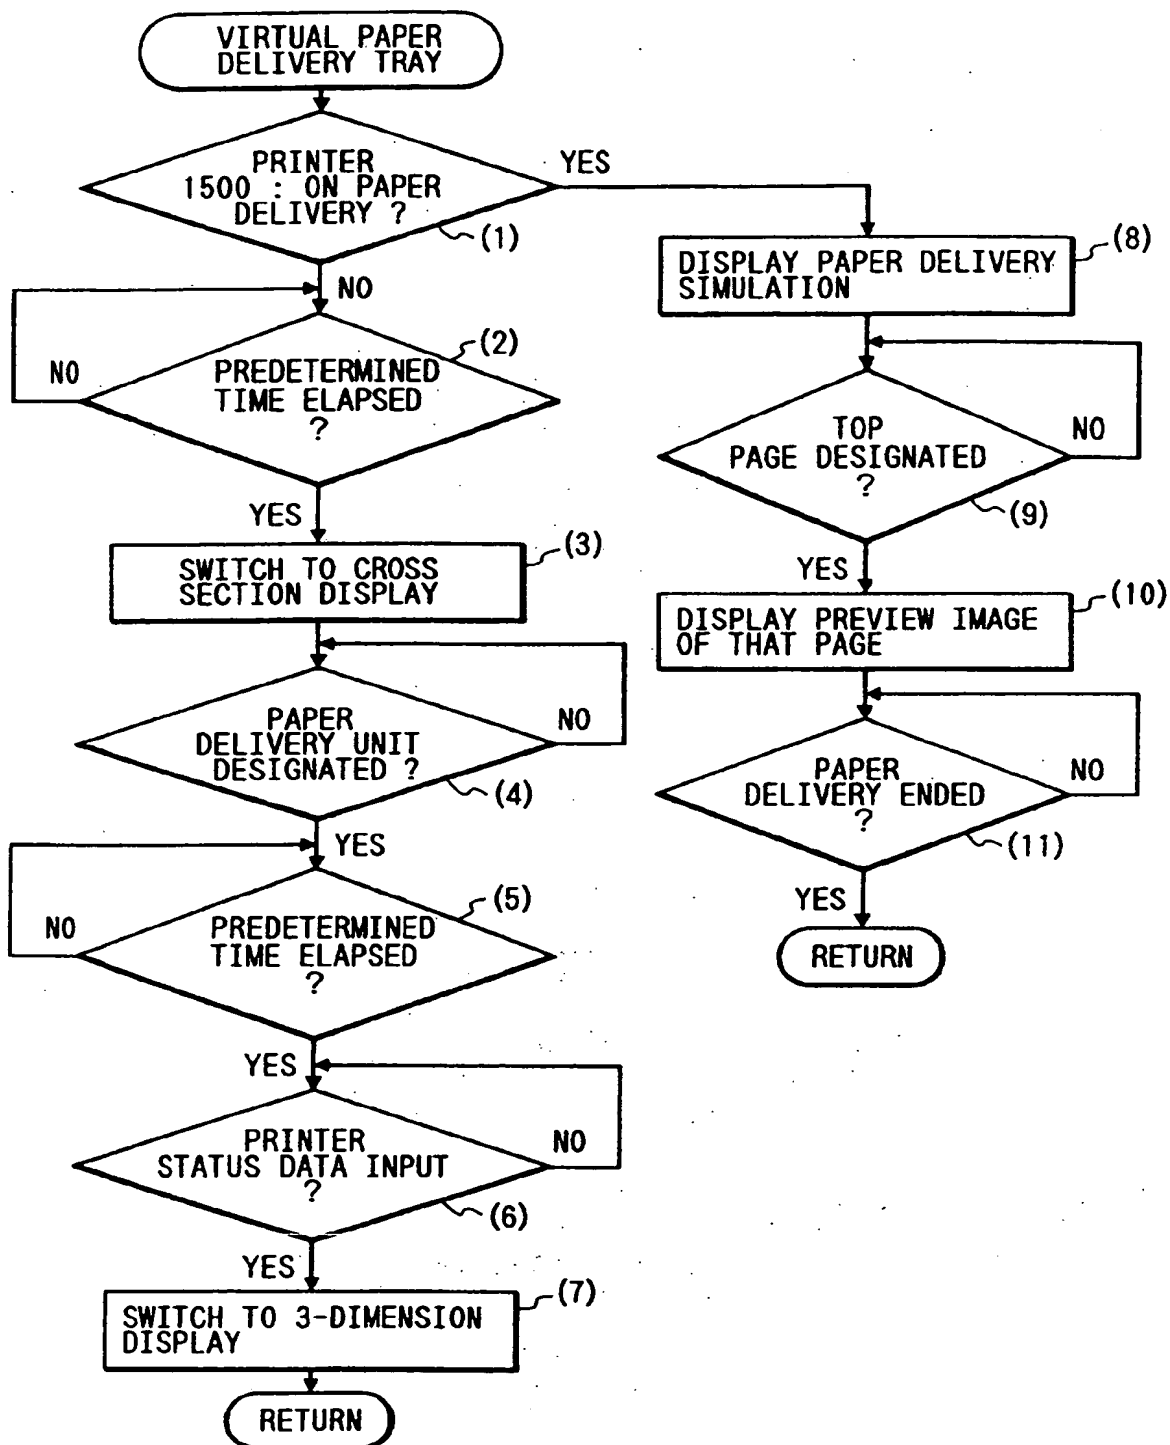 VIRTUAL PAPER
DELIVERY TRAY
PRINTER
1500 : ON PAPER
DELIVERY ?
(1)
YES
NO
PREDETERMINED
TIME ELAPSED
?
(2)
NO
YES
SWITCH TO CROSS
SECTION DISPLAY
(3)
PAPER
DELIVERY UNIT
DESIGNATED ?
(4)
NO
YES
PREDETERMINED
TIME ELAPSED
?
(5)
NO
YES
PRINTER
STATUS DATA INPUT
?
(6)
NO
YES
SWITCH TO 3-DIMENSION
DISPLAY
(7)
RETURN
DISPLAY PAPER DELIVERY
SIMULATION
(8)
TOP
PAGE DESIGNATED
?
(9)
NO
YES
DISPLAY PREVIEW IMAGE
OF THAT PAGE
(10)
PAPER
DELIVERY ENDED
?
(11)
NO
YES
RETURN